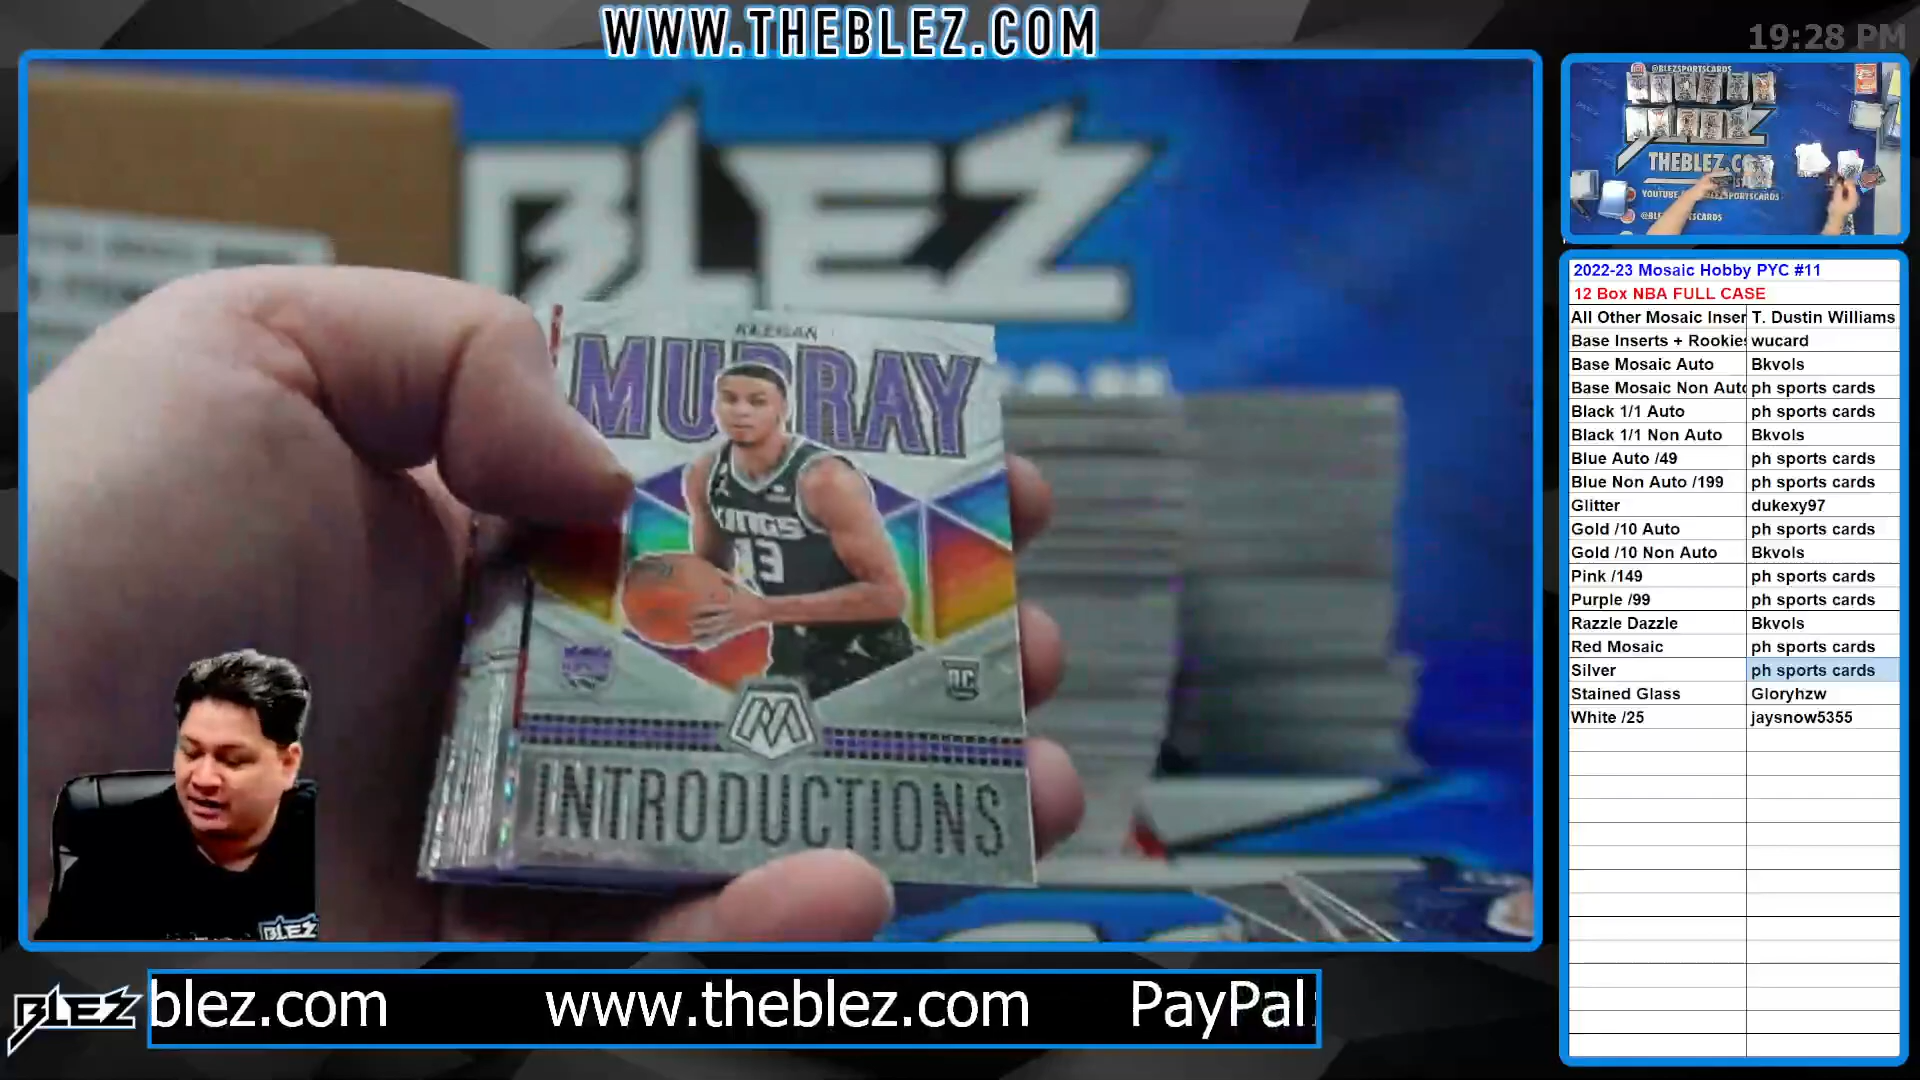 WWW.THEBLEZ.COM
19:28 PM
BLEZ
KEEGAN
MURRAY
KINGS
13
RC
INTRODUCTIONS
BLEZ
@BLEZSPORTSCARDS
THEBLEZ.CO
2022-23 Mosaic Hobby PYC #11
12 Box NBA FULL CASE
All Other Mosaic Inser T. Dustin Williams
Base Inserts + Rookies wucard
Base Mosaic Auto Bkvols
Base Mosaic Non Auto ph sports cards
Black 1/1 Auto ph sports cards
Black 1/1 Non Auto Bkvols
Blue Auto /49 ph sports cards
Blue Non Auto /199 ph sports cards
Glitter dukexy97
Gold /10 Auto ph sports cards
Gold /10 Non Auto Bkvols
Pink /149 ph sports cards
Purple /99 ph sports cards
Razzle Dazzle Bkvols
Red Mosaic ph sports cards
Silver ph sports cards
Stained Glass Gloryhzw
White /25 jaysnow5355
BLEZ
blez.com www.theblez.com PayPal: